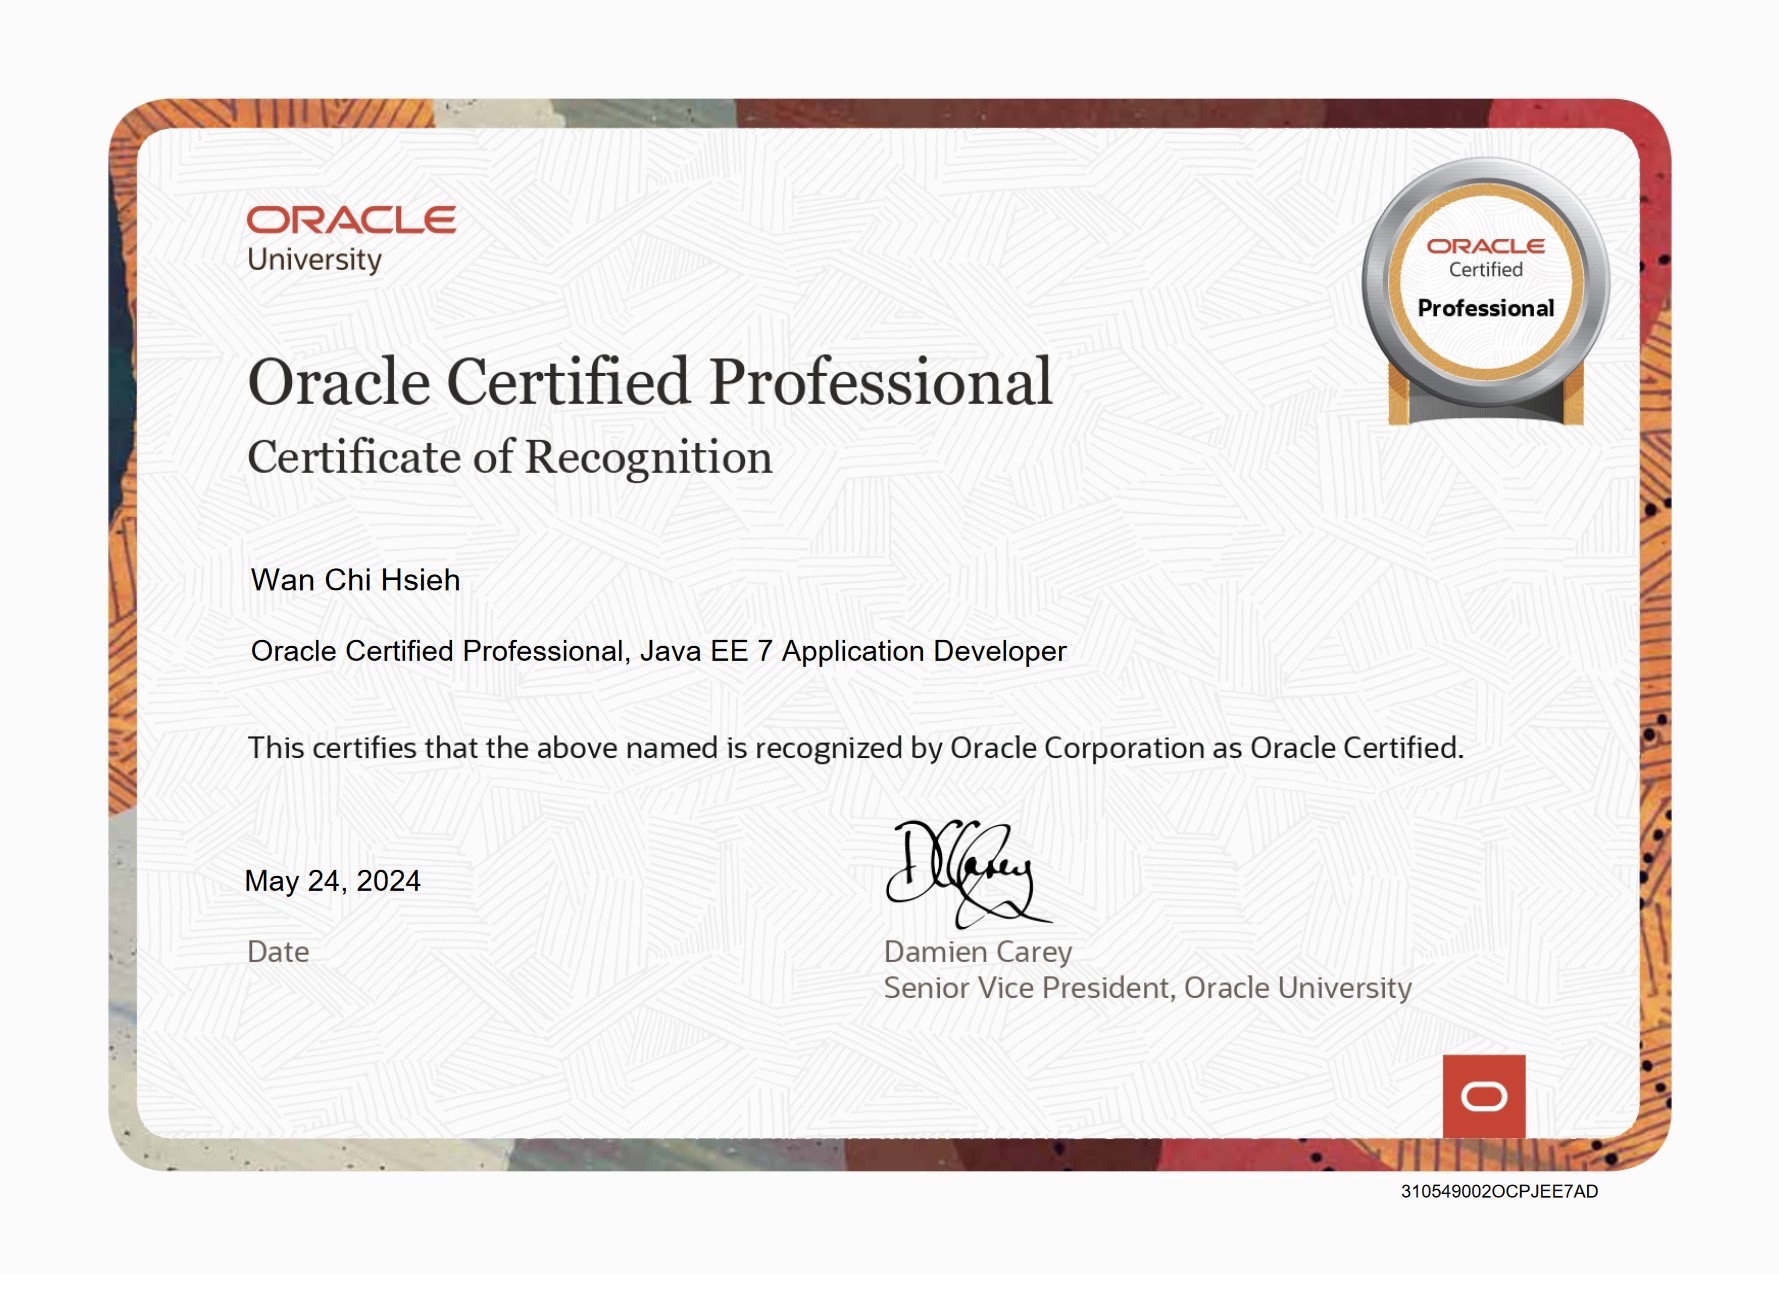 ORACLE
University
ORACLE
Certified
Professional
Oracle Certified Professional
Certificate of Recognition
Wan Chi Hsieh
Oracle Certified Professional, Java EE 7 Application Developer
This certifies that the above named is recognized by Oracle Corporation as Oracle Certified.
May 24, 2024
Date
DCCarey
Damien Carey
Senior Vice President, Oracle University
310549002OCPJEE7AD